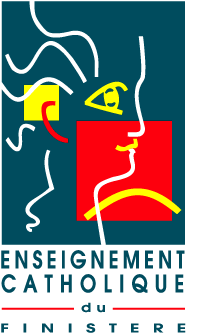 ENSEIGNEMENT
CATHOLIQUE
du
FINISTERE